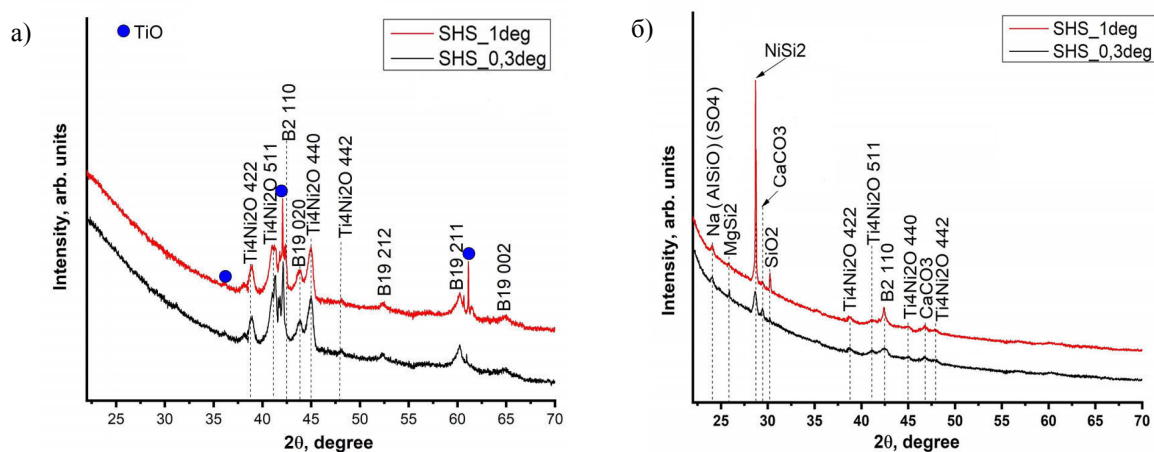 а)
TiO
SHS_1deg
SHS_0,3deg
Intensity, arb. units
Ti4Ni2O 422
Ti4Ni2O 511
B2 110
B19 020
Ti4Ni2O 440
Ti4Ni2O 442
B19 212
B19 211
B19 002
25 30 35 40 45 50 55 60 65 70
2θ, degree
б)
SHS_1deg
SHS_0,3deg
Intensity, arb. units
Na (AlSiO) (SO4)
MgSi2
NiSi2
CaCO3
SiO2
Ti4Ni2O 422
Ti4Ni2O 511
B2 110
Ti4Ni2O 440
CaCO3
Ti4Ni2O 442
25 30 35 40 45 50 55 60 65 70
2θ, degree